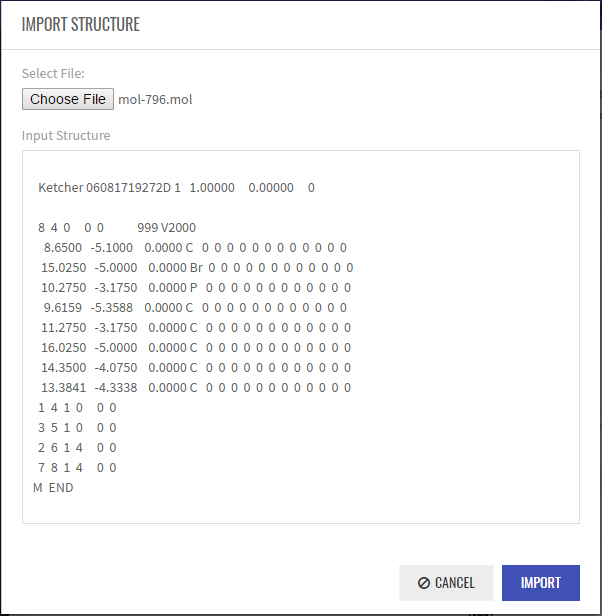 IMPORT STRUCTURE
Select File:
Choose File mol-796.mol
Input Structure
Ketcher 06081719272D 1 1.00000 0.00000 0
8 4 0 0 0 999 V2000
8.6500 -5.1000 0.0000 C 0 0 0 0 0 0 0 0 0 0 0 0
15.0250 -5.0000 0.0000 Br 0 0 0 0 0 0 0 0 0 0 0 0
10.2750 -3.1750 0.0000 P 0 0 0 0 0 0 0 0 0 0 0 0
9.6159 -5.3588 0.0000 C 0 0 0 0 0 0 0 0 0 0 0 0
11.2750 -3.1750 0.0000 C 0 0 0 0 0 0 0 0 0 0 0 0
16.0250 -5.0000 0.0000 C 0 0 0 0 0 0 0 0 0 0 0 0
14.3500 -4.0750 0.0000 C 0 0 0 0 0 0 0 0 0 0 0 0
13.3841 -4.3338 0.0000 C 0 0 0 0 0 0 0 0 0 0 0 0
1 4 1 0 0 0
3 5 1 0 0 0
2 6 1 4 0 0
7 8 1 4 0 0
M END
CANCEL IMPORT